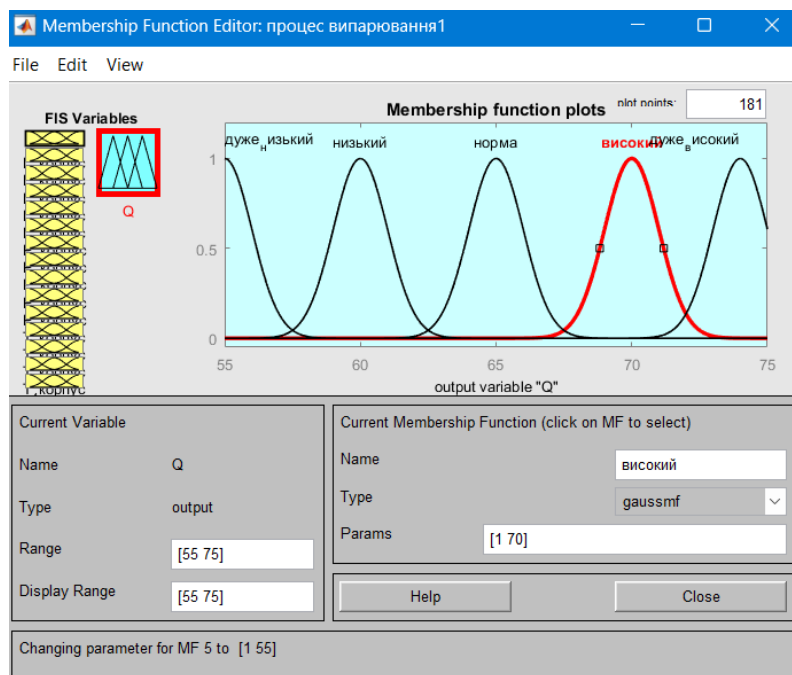 Membership Function Editor: процес випарювання1
File Edit View
FIS Variables
Q
Membership function plots
plot points:
181
дуже_низький
низький
норма
високий
дуже_високий
1
0.5
0
55
60
65
70
75
output variable "Q"
Current Variable
Name
Q
Type
output
Range
[55 75]
Display Range
[55 75]
Current Membership Function (click on MF to select)
Name
високий
Type
gaussmf
Params
[1 70]
Help
Close
Changing parameter for MF 5 to [1 55]